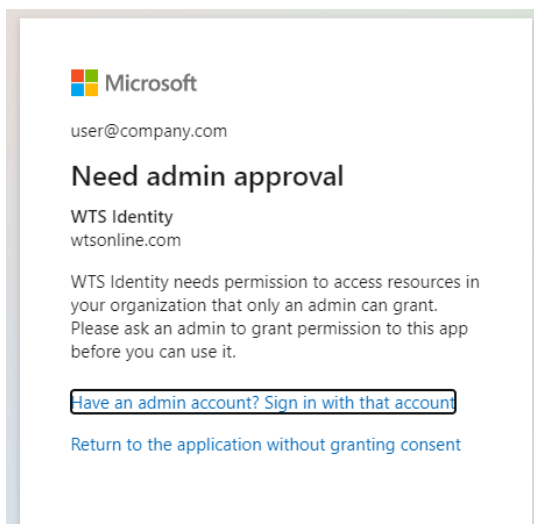 Microsoft
user@company.com
Need admin approval
WTS Identity
wtsonline.com
WTS Identity needs permission to access resources in
your organization that only an admin can grant.
Please ask an admin to grant permission to this app
before you can use it.
Have an admin account? Sign in with that account
Return to the application without granting consent